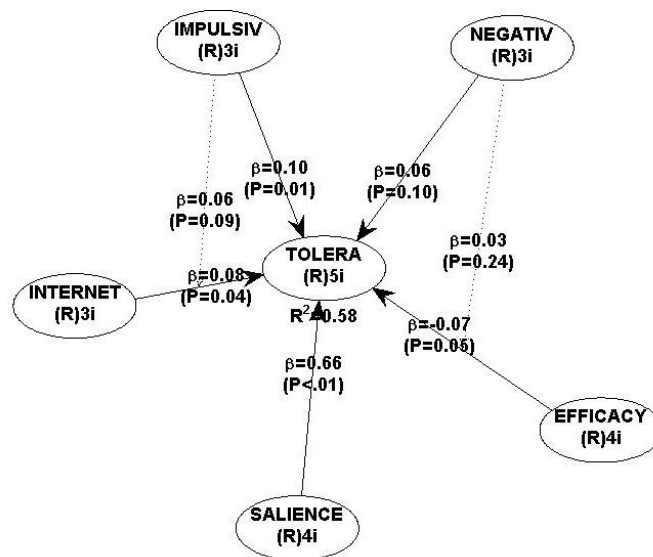 IMPULSIV
(R)3i
NEGATIV
(R)3i
β=0.10
(P=0.01)
β=0.06
(P=0.10)
β=0.06
(P=0.09)
β=0.03
(P=0.24)
TOLERA
(R)5i
R²=0.58
INTERNET
(R)3i
β=0.08
(P=0.04)
β=-0.07
(P=0.05)
β=0.66
(P<.01)
EFFICACY
(R)4i
SALIENCE
(R)4i